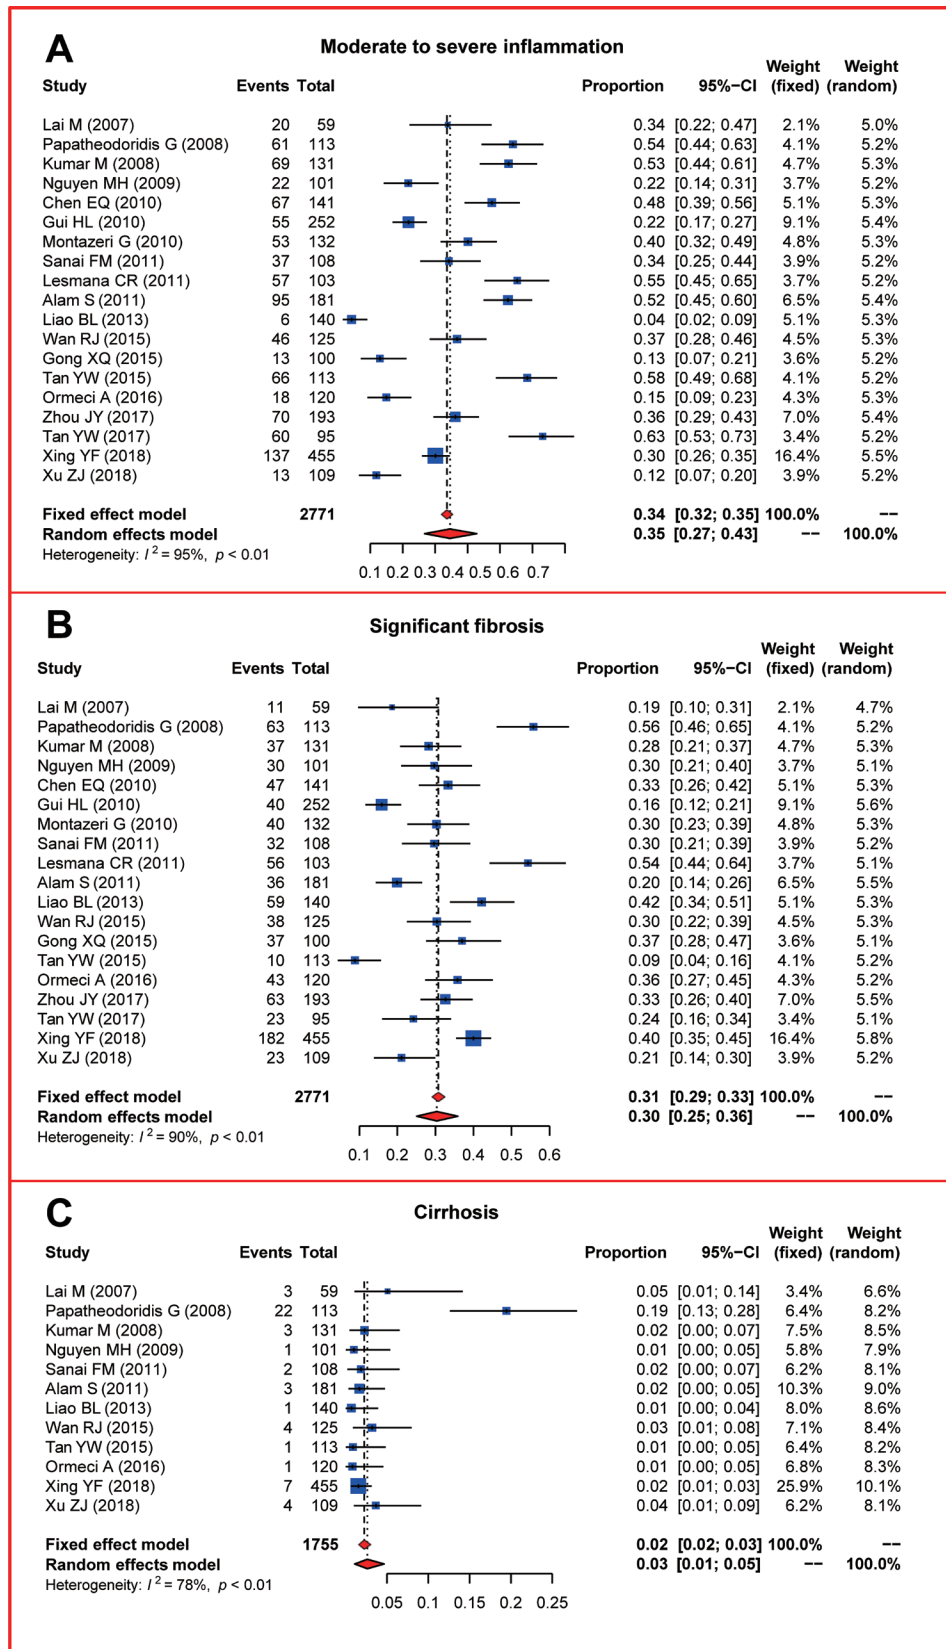 A
Moderate to severe inflammation
Weight Weight
Study Events Total Proportion 95%−CI (fixed) (random)
Lai M (2007) 20 59 0.34 [0.22; 0.47] 2.1% 5.0%
Papatheodoridis G (2008) 61 113 0.54 [0.44; 0.63] 4.1% 5.2%
Kumar M (2008) 69 131 0.53 [0.44; 0.61] 4.7% 5.3%
Nguyen MH (2009) 22 101 0.22 [0.14; 0.31] 3.7% 5.2%
Chen EQ (2010) 67 141 0.48 [0.39; 0.56] 5.1% 5.3%
Gui HL (2010) 55 252 0.22 [0.17; 0.27] 9.1% 5.4%
Montazeri G (2010) 53 132 0.40 [0.32; 0.49] 4.8% 5.3%
Sanai FM (2011) 37 108 0.34 [0.25; 0.44] 3.9% 5.2%
Lesmana CR (2011) 57 103 0.55 [0.45; 0.65] 3.7% 5.2%
Alam S (2011) 95 181 0.52 [0.45; 0.60] 6.5% 5.4%
Liao BL (2013) 6 140 0.04 [0.02; 0.09] 5.1% 5.3%
Wan RJ (2015) 46 125 0.37 [0.28; 0.46] 4.5% 5.3%
Gong XQ (2015) 13 100 0.13 [0.07; 0.21] 3.6% 5.2%
Tan YW (2015) 66 113 0.58 [0.49; 0.68] 4.1% 5.2%
Ormeci A (2016) 18 120 0.15 [0.09; 0.23] 4.3% 5.3%
Zhou JY (2017) 70 193 0.36 [0.29; 0.43] 7.0% 5.4%
Tan YW (2017) 60 95 0.63 [0.53; 0.73] 3.4% 5.2%
Xing YF (2018) 137 455 0.30 [0.26; 0.35] 16.4% 5.5%
Xu ZJ (2018) 13 109 0.12 [0.07; 0.20] 3.9% 5.2%
Fixed effect model 2771 0.34 [0.32; 0.35] 100.0% −−
Random effects model 0.35 [0.27; 0.43] −− 100.0%
Heterogeneity: I² = 95%, p < 0.01
0.1 0.2 0.3 0.4 0.5 0.6 0.7
B
Significant fibrosis
Weight Weight
Study Events Total Proportion 95%−CI (fixed) (random)
Lai M (2007) 11 59 0.19 [0.10; 0.31] 2.1% 4.7%
Papatheodoridis G (2008) 63 113 0.56 [0.46; 0.65] 4.1% 5.2%
Kumar M (2008) 37 131 0.28 [0.21; 0.37] 4.7% 5.3%
Nguyen MH (2009) 30 101 0.30 [0.21; 0.40] 3.7% 5.1%
Chen EQ (2010) 47 141 0.33 [0.26; 0.42] 5.1% 5.3%
Gui HL (2010) 40 252 0.16 [0.12; 0.21] 9.1% 5.6%
Montazeri G (2010) 40 132 0.30 [0.23; 0.39] 4.8% 5.3%
Sanai FM (2011) 32 108 0.30 [0.21; 0.39] 3.9% 5.2%
Lesmana CR (2011) 56 103 0.54 [0.44; 0.64] 3.7% 5.1%
Alam S (2011) 36 181 0.20 [0.14; 0.26] 6.5% 5.5%
Liao BL (2013) 59 140 0.42 [0.34; 0.51] 5.1% 5.3%
Wan RJ (2015) 38 125 0.30 [0.22; 0.39] 4.5% 5.3%
Gong XQ (2015) 37 100 0.37 [0.28; 0.47] 3.6% 5.1%
Tan YW (2015) 10 113 0.09 [0.04; 0.16] 4.1% 5.2%
Ormeci A (2016) 43 120 0.36 [0.27; 0.45] 4.3% 5.2%
Zhou JY (2017) 63 193 0.33 [0.26; 0.40] 7.0% 5.5%
Tan YW (2017) 23 95 0.24 [0.16; 0.34] 3.4% 5.1%
Xing YF (2018) 182 455 0.40 [0.35; 0.45] 16.4% 5.8%
Xu ZJ (2018) 23 109 0.21 [0.14; 0.30] 3.9% 5.2%
Fixed effect model 2771 0.31 [0.29; 0.33] 100.0% −−
Random effects model 0.30 [0.25; 0.36] −− 100.0%
Heterogeneity: I² = 90%, p < 0.01
0.1 0.2 0.3 0.4 0.5 0.6
C
Cirrhosis
Weight Weight
Study Events Total Proportion 95%−CI (fixed) (random)
Lai M (2007) 3 59 0.05 [0.01; 0.14] 3.4% 6.6%
Papatheodoridis G (2008) 22 113 0.19 [0.13; 0.28] 6.4% 8.2%
Kumar M (2008) 3 131 0.02 [0.00; 0.07] 7.5% 8.5%
Nguyen MH (2009) 1 101 0.01 [0.00; 0.05] 5.8% 7.9%
Sanai FM (2011) 2 108 0.02 [0.00; 0.07] 6.2% 8.1%
Alam S (2011) 3 181 0.02 [0.00; 0.05] 10.3% 9.0%
Liao BL (2013) 1 140 0.01 [0.00; 0.04] 8.0% 8.6%
Wan RJ (2015) 4 125 0.03 [0.01; 0.08] 7.1% 8.4%
Tan YW (2015) 1 113 0.01 [0.00; 0.05] 6.4% 8.2%
Ormeci A (2016) 1 120 0.01 [0.00; 0.05] 6.8% 8.3%
Xing YF (2018) 7 455 0.02 [0.01; 0.03] 25.9% 10.1%
Xu ZJ (2018) 4 109 0.04 [0.01; 0.09] 6.2% 8.1%
Fixed effect model 1755 0.02 [0.02; 0.03] 100.0% −−
Random effects model 0.03 [0.01; 0.05] −− 100.0%
Heterogeneity: I² = 78%, p < 0.01
0.05 0.1 0.15 0.2 0.25